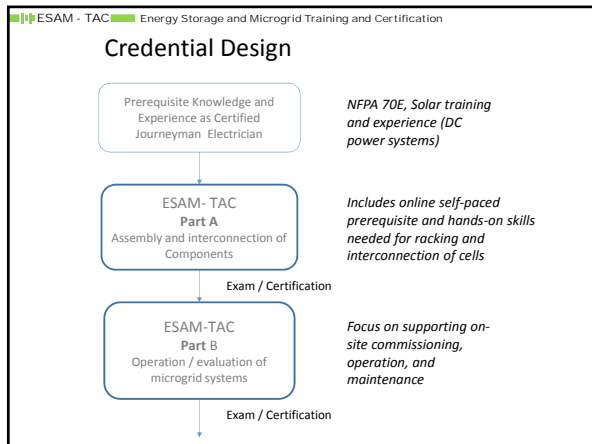 ESAM - TAC Energy Storage and Microgrid Training and Certification
Credential Design
Prerequisite Knowledge and
Experience as Certified
Journeyman Electrician
NFPA 70E, Solar training
and experience (DC
power systems)
ESAM- TAC
Part A
Assembly and interconnection of
Components
Includes online self-paced
prerequisite and hands-on skills
needed for racking and
interconnection of cells
Exam / Certification
ESAM-TAC
Part B
Operation / evaluation of
microgrid systems
Focus on supporting on-
site commissioning,
operation, and
maintenance
Exam / Certification